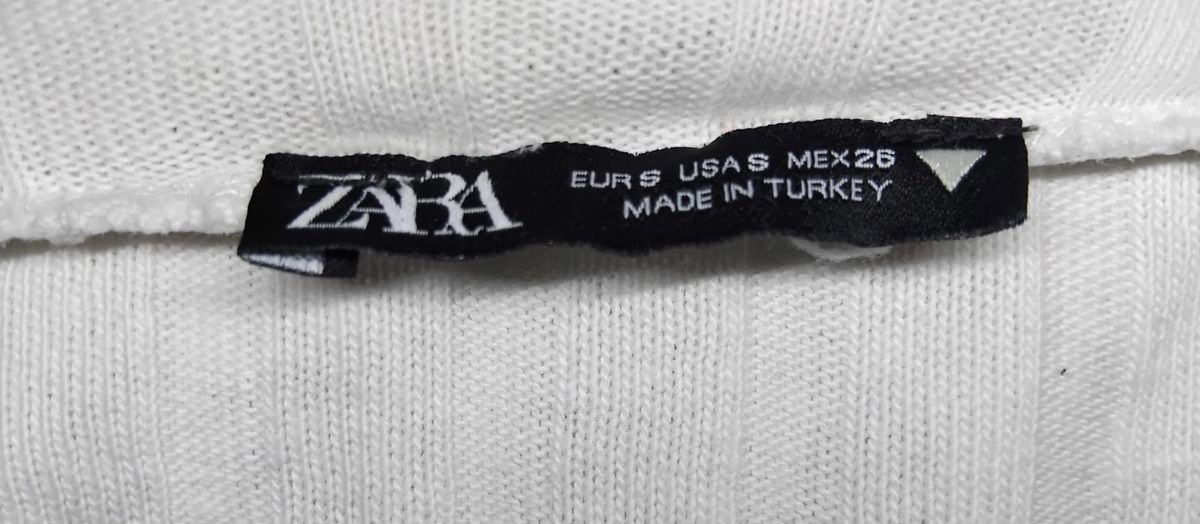 ZARA
EUR S USA S MEX 26
MADE IN TURKEY